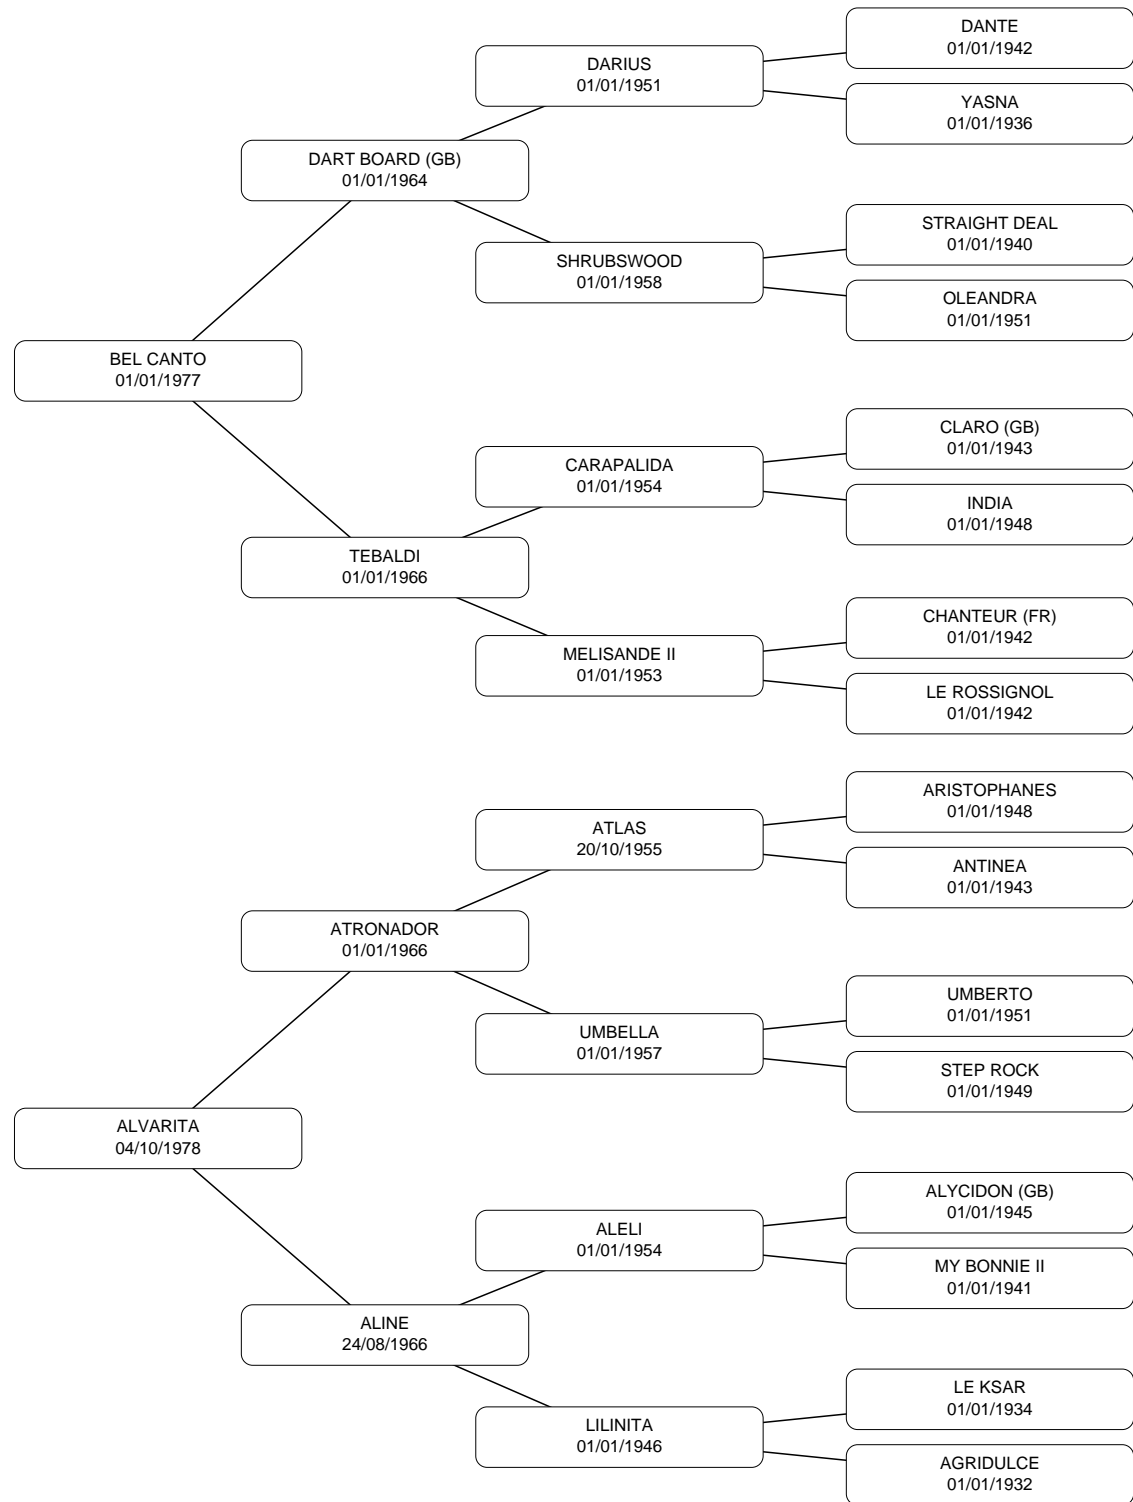 DANTE
01/01/1942
DARIUS
01/01/1951
YASNA
01/01/1936
DART BOARD (GB)
01/01/1964
STRAIGHT DEAL
01/01/1940
SHRUBSWOOD
01/01/1958
OLEANDRA
01/01/1951
BEL CANTO
01/01/1977
CLARO (GB)
01/01/1943
CARAPALIDA
01/01/1954
INDIA
01/01/1948
TEBALDI
01/01/1966
CHANTEUR (FR)
01/01/1942
MELISANDE II
01/01/1953
LE ROSSIGNOL
01/01/1942
ARISTOPHANES
01/01/1948
ATLAS
20/10/1955
ANTINEA
01/01/1943
ATRONADOR
01/01/1966
UMBERTO
01/01/1951
UMBELLA
01/01/1957
STEP ROCK
01/01/1949
ALVARITA
04/10/1978
ALYCIDON (GB)
01/01/1945
ALELI
01/01/1954
MY BONNIE II
01/01/1941
ALINE
24/08/1966
LE KSAR
01/01/1934
LILINITA
01/01/1946
AGRIDULCE
01/01/1932